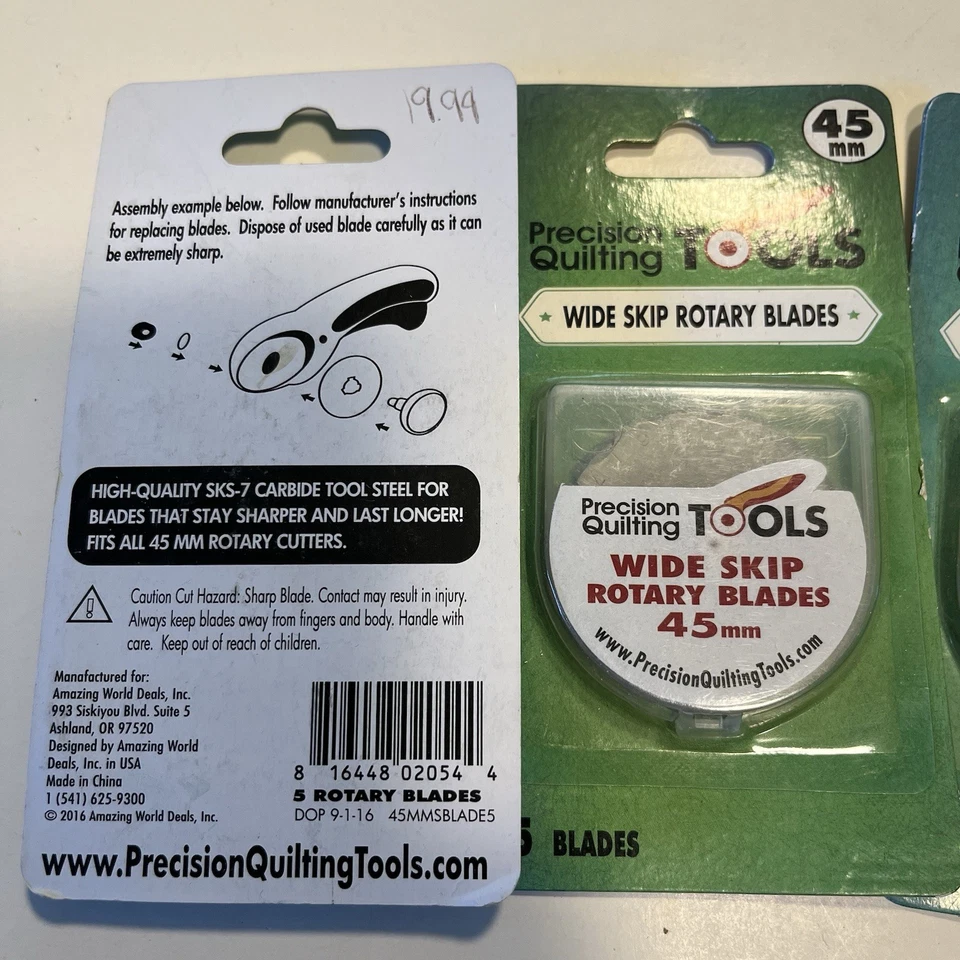 19.99
Assembly example below. Follow manufacturer's instructions
for replacing blades. Dispose of used blade carefully as it can
be extremely sharp.
HIGH-QUALITY SKS-7 CARBIDE TOOL STEEL FOR
BLADES THAT STAY SHARPER AND LAST LONGER!
FITS ALL 45 MM ROTARY CUTTERS.
Caution Cut Hazard: Sharp Blade. Contact may result in injury.
Always keep blades away from fingers and body. Handle with
care. Keep out of reach of children.
Manufactured for:
Amazing World Deals, Inc.
993 Siskiyou Blvd. Suite 5
Ashland, OR 97520
Designed by Amazing World
Deals, Inc. in USA
Made in China
1 (541) 625-9300
© 2016 Amazing World Deals, Inc.
8 16448 02054 4
5 ROTARY BLADES
DOP 9-1-16 45MMSBLADE5
www.PrecisionQuiltingTools.com
45
mm
Precision
Quilting TOOLS
WIDE SKIP ROTARY BLADES
Precision
Quilting TOOLS
WIDE SKIP
ROTARY BLADES
45mm
www.PrecisionQuiltingTools.com
5 BLADES